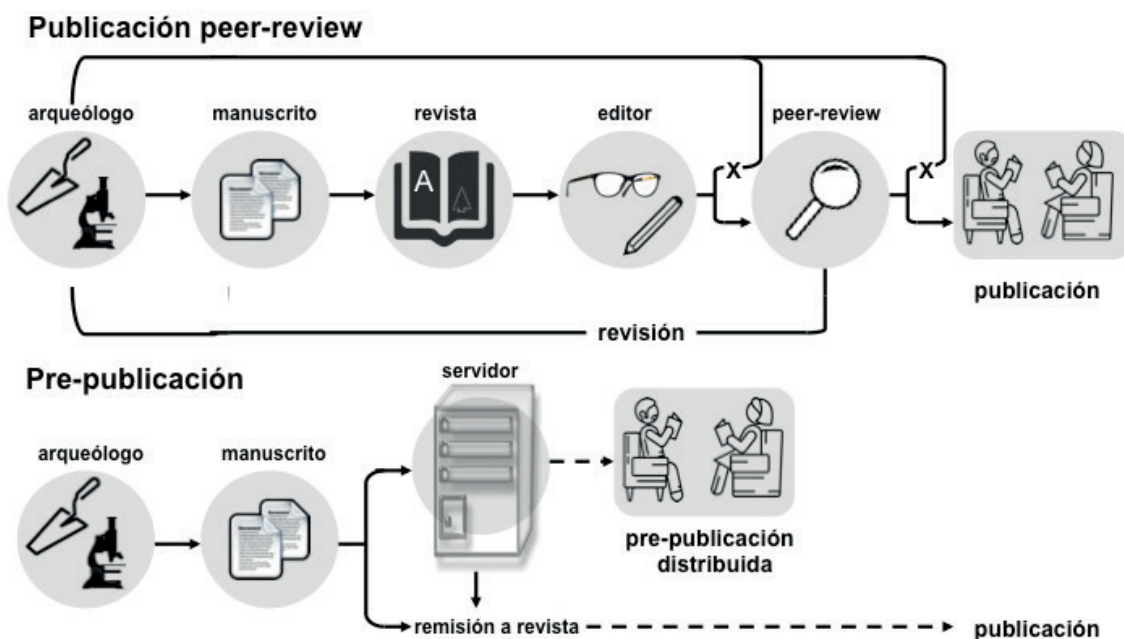 Publicación peer-review
arqueólogo
manuscrito
revista
editor
peer-review
A
X
X
publicación
revisión
Pre-publicación
servidor
arqueólogo
manuscrito
pre-publicación
distribuida
remisión a revista
publicación